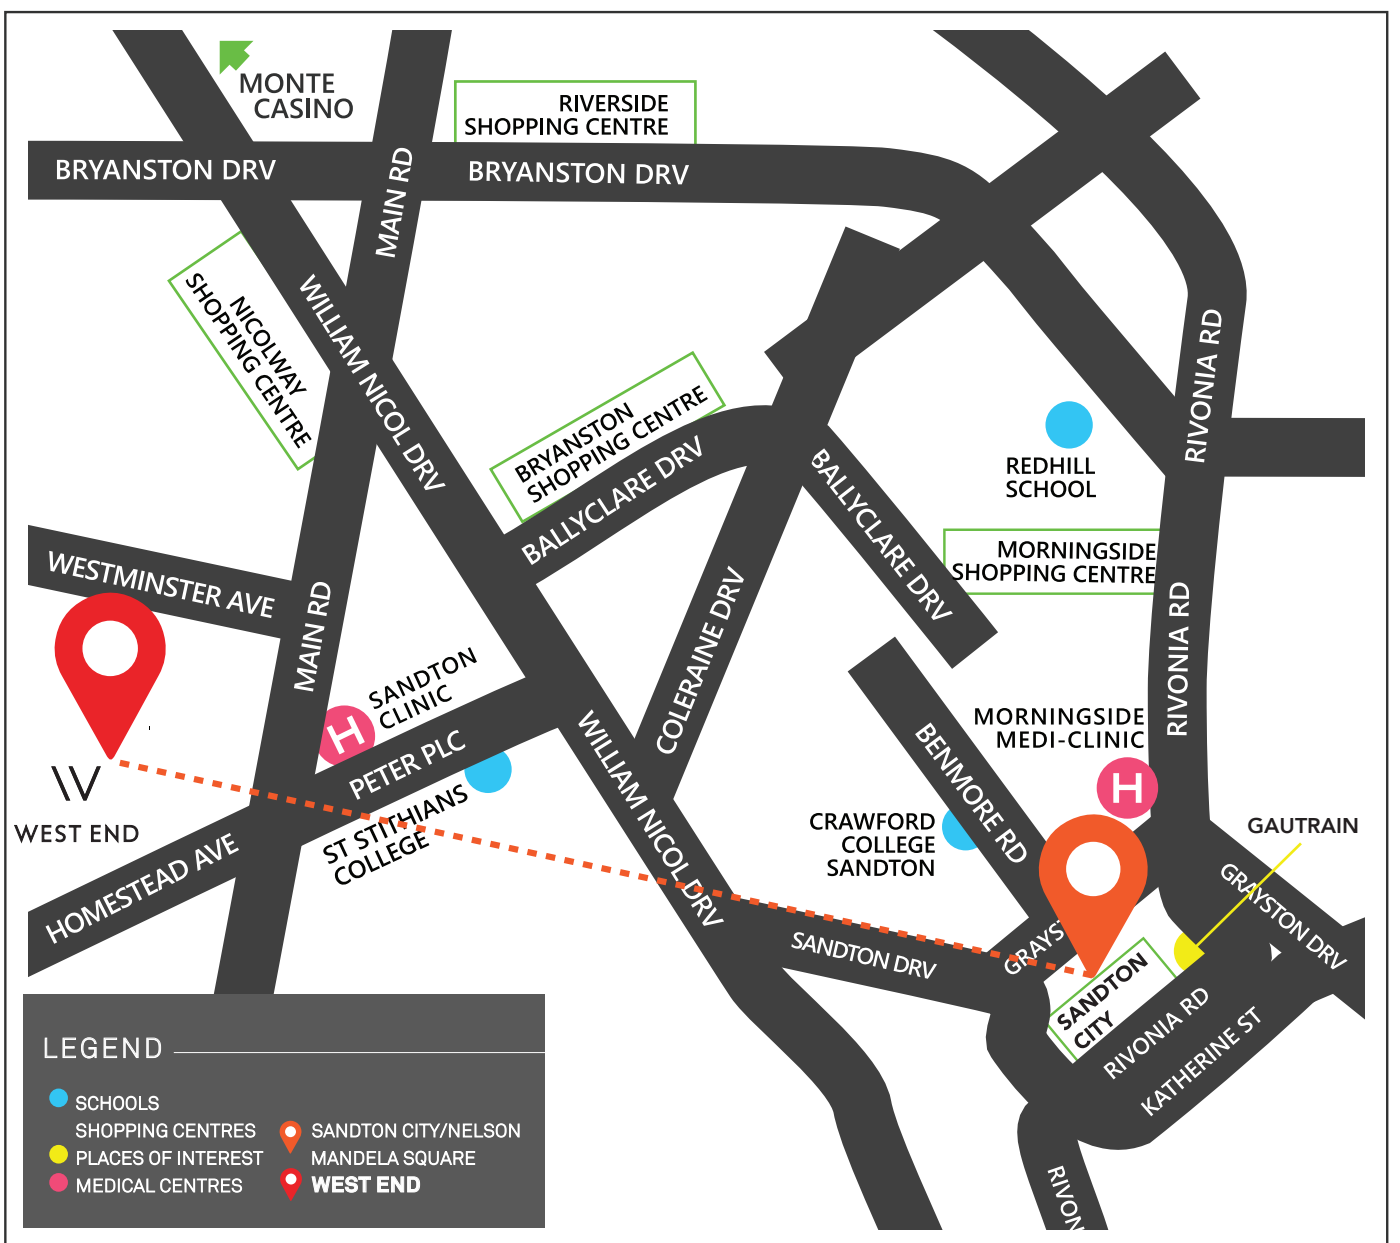 MONTE
CASINO
RIVERSIDE
SHOPPING CENTRE
BRYANSTON DRV
BRYANSTON DRV
MAIN RD
NICOLWAY
SHOPPING CENTRE
WILLIAM NICOL DRV
RIVONIA RD
BRYANSTON
SHOPPING CENTRE
BALLYCLARE DRV
BALLYCLARE DRV
REDHILL
SCHOOL
MORNINGSIDE
SHOPPING CENTRE
WESTMINSTER AVE
MAIN RD
COLERAINE DRV
RIVONIA RD
SANDTON
CLINIC
H
PETER PLC
ST STITHIANS
COLLEGE
WILLIAM NICOL DRV
BENMORE RD
MORNINGSIDE
MEDI-CLINIC
H
CRAWFORD
COLLEGE
SANDTON
GAUTRAIN
GRAYSTON DRV
WEST END
HOMESTEAD AVE
SANDTON DRV
GRAYST
SANDTON
CITY
RIVONIA RD
KATHERINE ST
RIVON
LEGEND
SCHOOLS
SHOPPING CENTRES
PLACES OF INTEREST
MEDICAL CENTRES
SANDTON CITY/NELSON
MANDELA SQUARE
WEST END